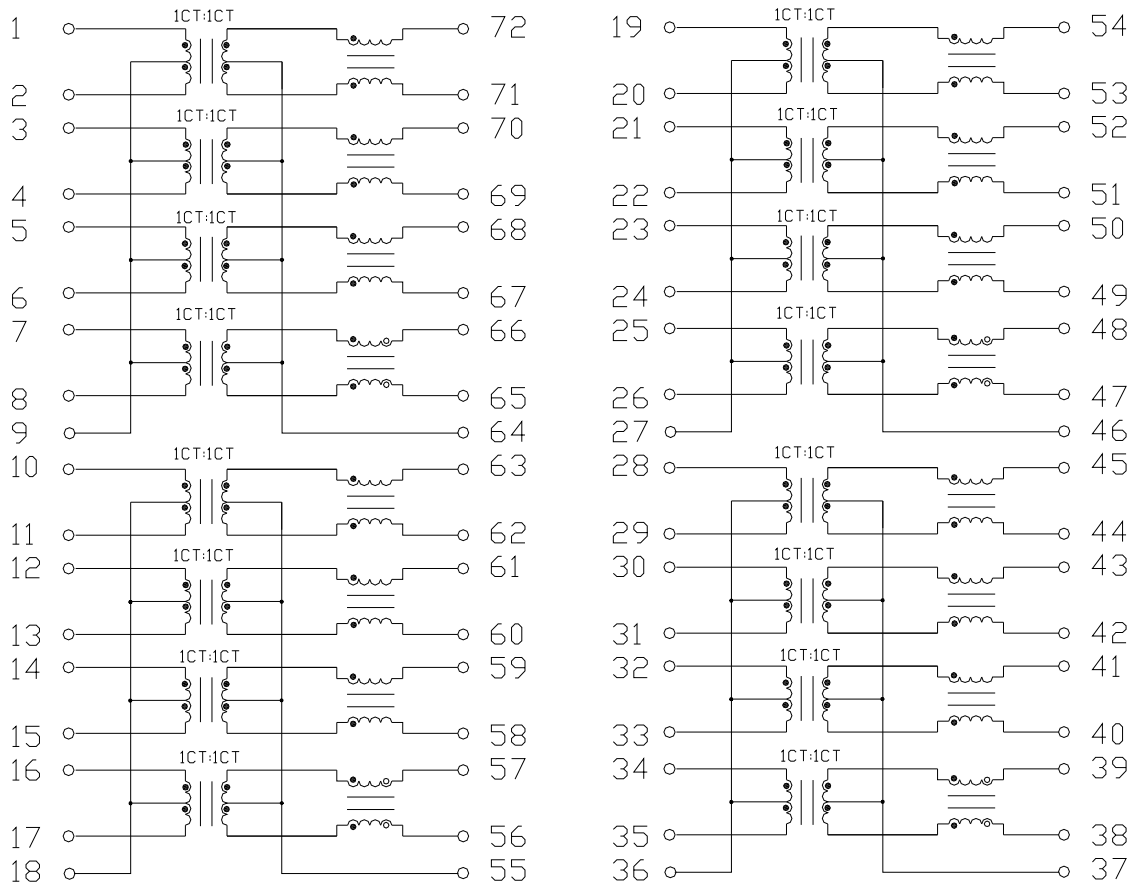 1CT:1CT
1 72
2 71
1CT:1CT
3 70
4 69
1CT:1CT
5 68
6 67
1CT:1CT
7 66
8 65
9 64
1CT:1CT
10 63
11 62
1CT:1CT
12 61
13 60
1CT:1CT
14 59
15 58
1CT:1CT
16 57
17 56
18 55
1CT:1CT
19 54
20 53
1CT:1CT
21 52
22 51
1CT:1CT
23 50
24 49
1CT:1CT
25 48
26 47
27 46
1CT:1CT
28 45
29 44
1CT:1CT
30 43
31 42
1CT:1CT
32 41
33 40
1CT:1CT
34 39
35 38
36 37